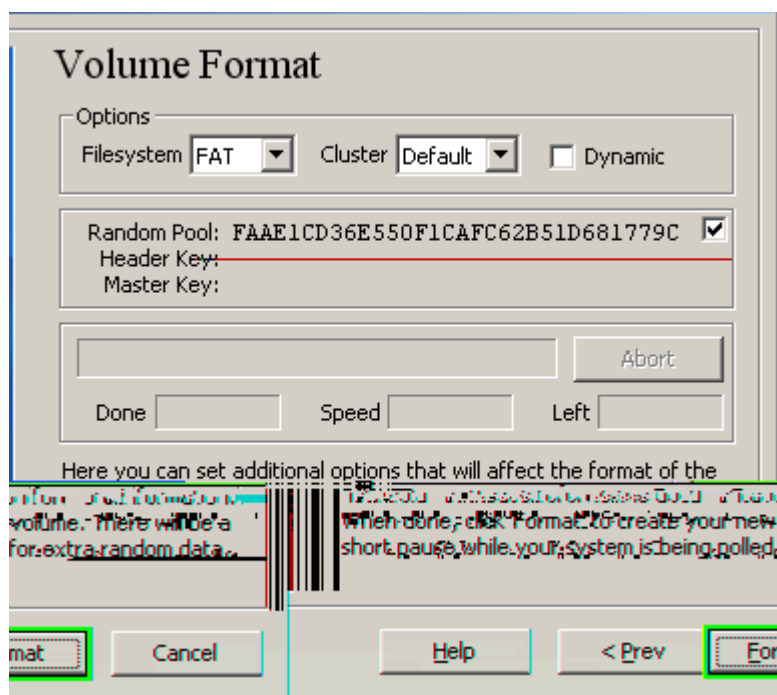 Volume Format
Options
Filesystem FAT Cluster Default Dynamic
Random Pool: FAAE1CD36E550F1CAFC62B51D681779C
Header Key:
Master Key:
Abort
Done Speed Left
Here you can set additional options that will affect the format of the
volume. There will be a When done, click 'Format' to create your new
for extra random data. short pause while your system is being polled
mat Cancel Help < Prev For